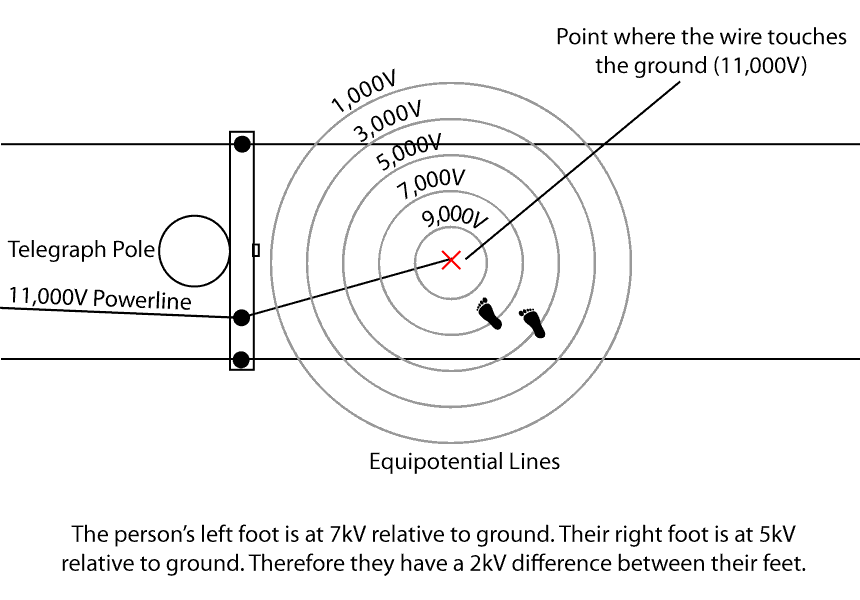 Point where the wire touches
the ground (11,000V)
1,000V
3,000V
5,000V
7,000V
9,000V
Telegraph Pole
11,000V Powerline
Equipotential Lines
The person's left foot is at 7kV relative to ground. Their right foot is at 5kV
relative to ground. Therefore they have a 2kV difference between their feet.